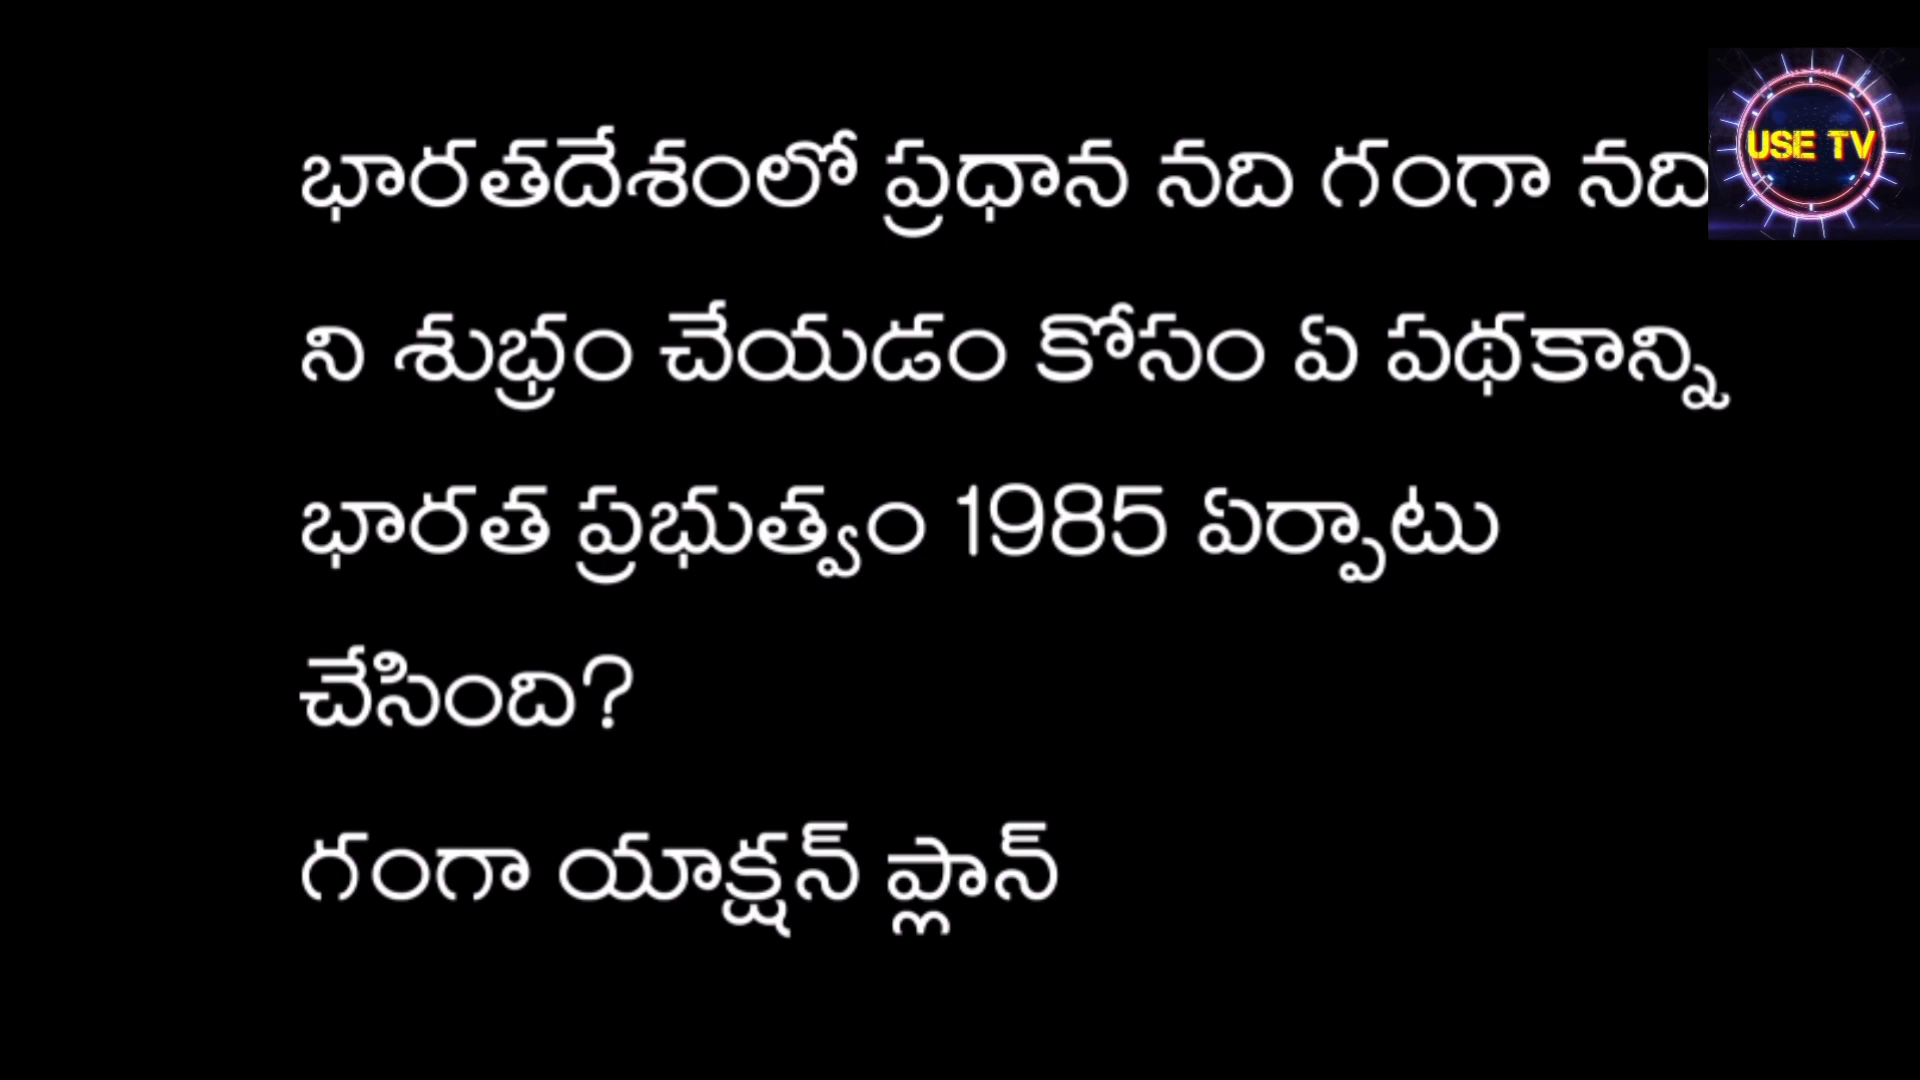 భారతదేశంలో ప్రధాన నది గంగా నది
ని శుభ్రం చేయడం కోసం ఏ పథకాన్ని
భారత ప్రభుత్వం 1985 ఏర్పాటు
చేసింది?
గంగా యాక్షన్ ప్లాన్
USE TV